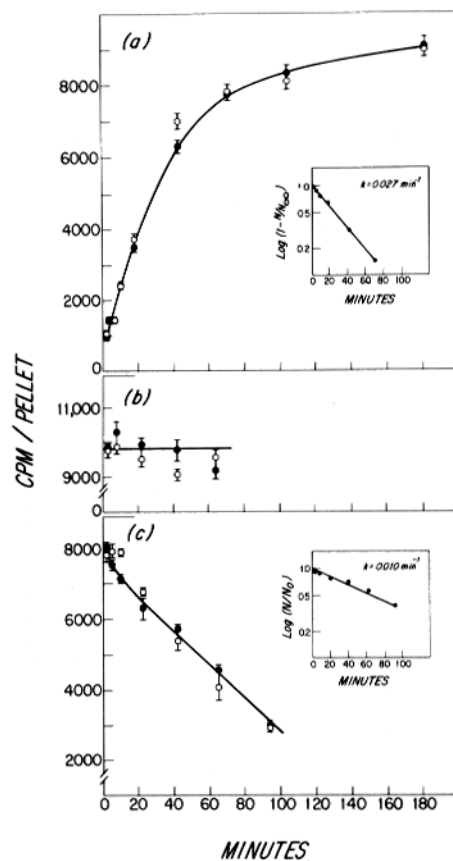 (a)
8000
6000
4000
2000
0
k=0.027 min⁻¹
1.0
0.5
0.2
Log (1-N/N∞)
0 20 40 60 80 100
MINUTES
(b)
11,000
9000
0
CPM / PELLET
(c)
8000
6000
4000
2000
k=0.010 min⁻¹
1.0
0.5
0.2
Log (N/N₀)
0 20 40 60 80 100
MINUTES
0 20 40 60 80 100 120 140 160 180
MINUTES